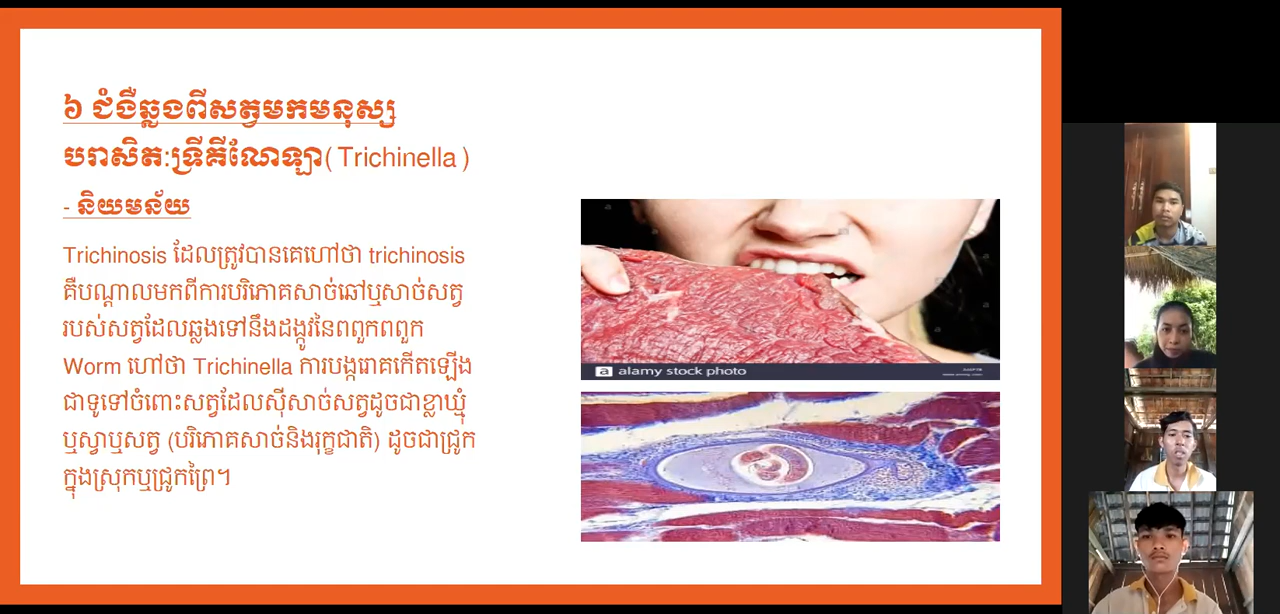 ៦ ជំងឺឆ្លងពីសត្វមកមនុស្ស
បរាសិត:ទ្រីគីណែឡា( Trichinella )
- និយមន័យ
Trichinosis ដែលត្រូវបានគេហៅថា trichinosis
គឺបណ្តាលមកពីការបរិភោគសាច់ឆៅឬសាច់សត្វ
របស់សត្វដែលឆ្លងទៅនឹងដង្កូវនៃពពួកពពួក
Worm ហៅថា Trichinella ការបង្ករោគកើតឡើង
ជាទូទៅចំពោះសត្វដែលស៊ីសាច់សត្វដូចជាខ្លាឃ្មុំ
ឬស្វាឬសត្វ (បរិភោគសាច់និងរុក្ខជាតិ) ដូចជាជ្រូក
ក្នុងស្រុកឬជ្រូកព្រៃ។
a alamy stock photo